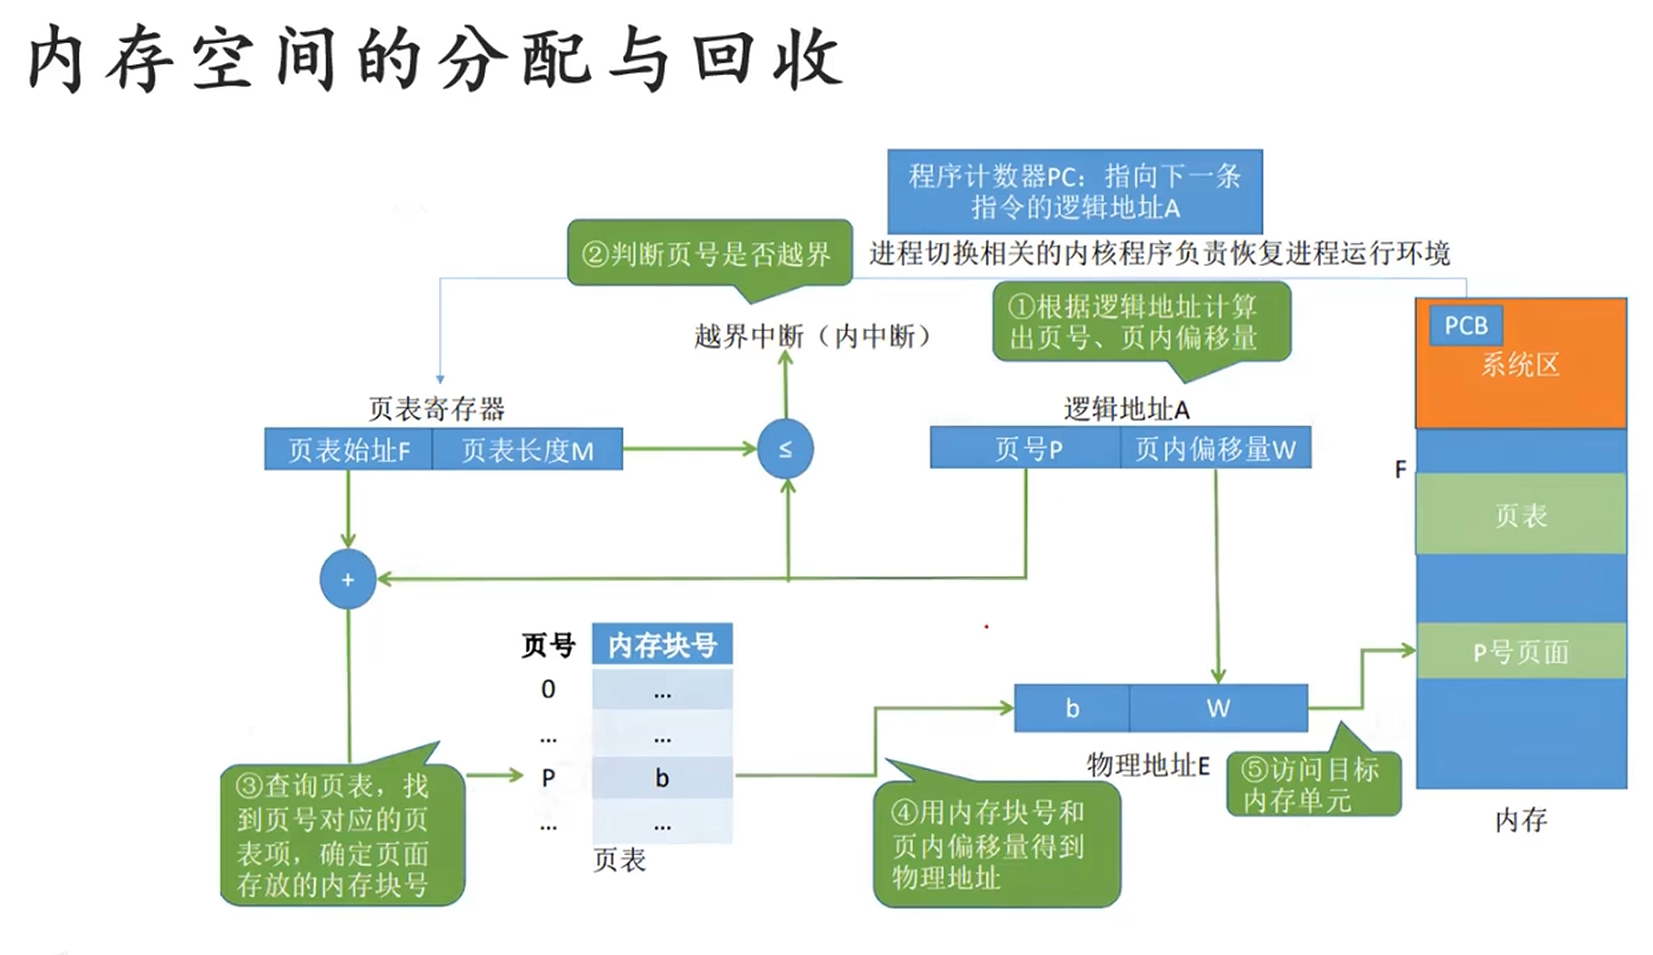 内存空间的分配与回收
程序计数器PC：指向下一条
指令的逻辑地址A
②判断页号是否越界
进程切换相关的内核程序负责恢复进程运行环境
①根据逻辑地址计算
出页号、页内偏移量
越界中断（内中断）
PCB
系统区
页表寄存器
逻辑地址A
页表始址F
页表长度M
≤
页号P
页内偏移量W
F
页表
+
页号
内存块号
0
...
...
...
P
b
...
...
页表
P号页面
b
W
物理地址E
③查询页表，找
到页号对应的页
表项，确定页面
存放的内存块号
④用内存块号和
页内偏移量得到
物理地址
⑤访问目标
内存单元
内存